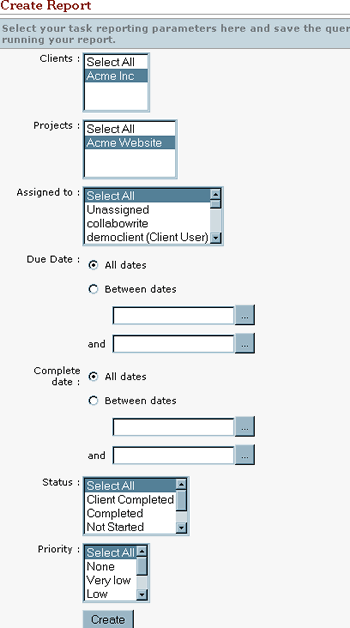 Create Report
Select your task reporting parameters here and save the quer
running your report.
Clients :
Select All
Acme Inc
Projects :
Select All
Acme Website
Assigned to :
Select All
Unassigned
collabowrite
democlient (Client User)
Due Date :
All dates
Between dates
...
and
...
Complete
date :
All dates
Between dates
...
and
...
Status :
Select All
Client Completed
Completed
Not Started
Priority :
Select All
None
Very low
Low
Create